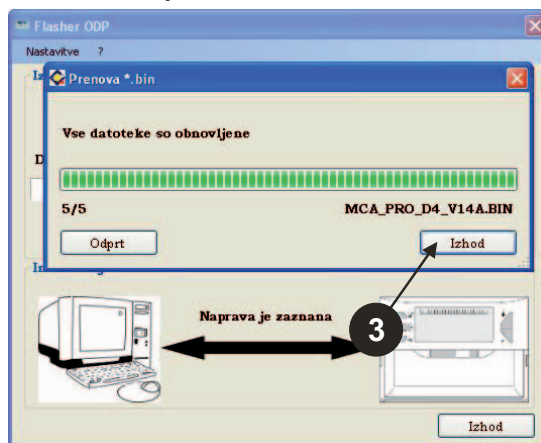 Flasher ODP
Nastavitve ?
Prenova *.bin
Vse datoteke so obnovljene
5/5 MCA_PRO_D4_V14A.BIN
Odprt Izhod
Naprava je zaznana
3
Izhod